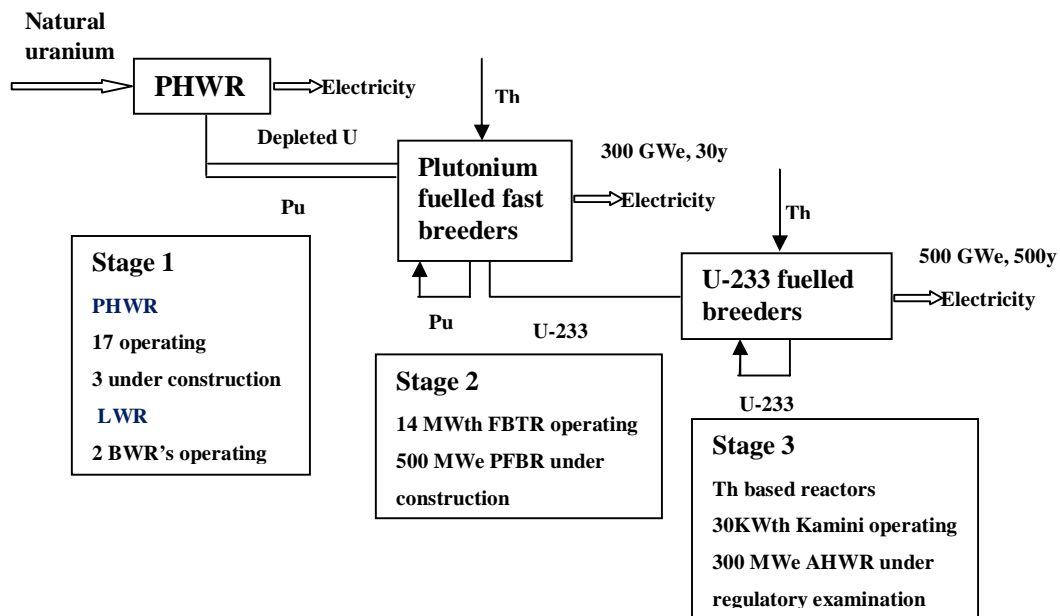 Natural
uranium
PHWR
Electricity
Th
Depleted U
Pu
Plutonium
fuelled fast
breeders
300 GWe, 30y
Electricity
Th
500 GWe, 500y
U-233 fuelled
breeders
Electricity
Pu
U-233
U-233
Stage 1
PHWR
17 operating
3 under construction
LWR
2 BWR's operating
Stage 2
14 MWth FBTR operating
500 MWe PFBR under
construction
Stage 3
Th based reactors
30KWth Kamini operating
300 MWe AHWR under
regulatory examination